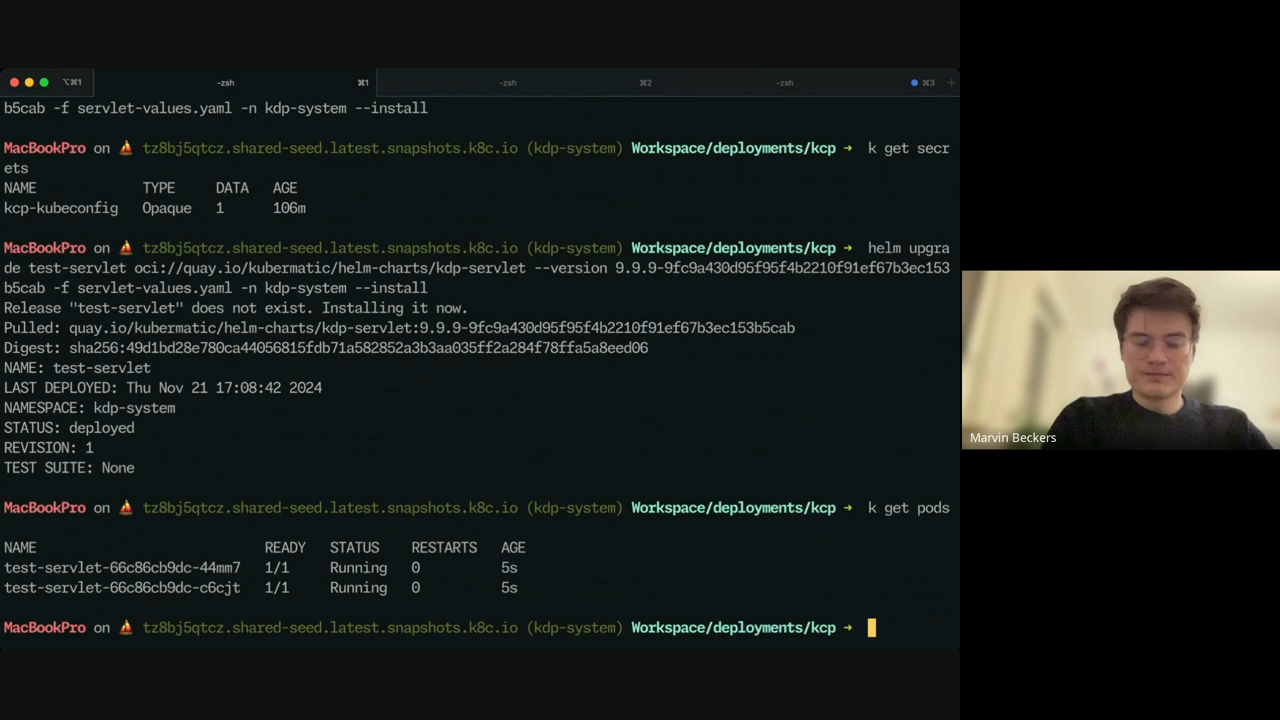 ⌥⌘1 -zsh ⌘1 -zsh ⌘2 -zsh ⌘3 +
b5cab -f servlet-values.yaml -n kdp-system --install
MacBookPro on ⛵ tz8bj5qtcz.shared-seed.latest.snapshots.k8c.io (kdp-system) Workspace/deployments/kcp → k get secr
ets
NAME TYPE DATA AGE
kcp-kubeconfig Opaque 1 106m
MacBookPro on ⛵ tz8bj5qtcz.shared-seed.latest.snapshots.k8c.io (kdp-system) Workspace/deployments/kcp → helm upgra
de test-servlet oci://quay.io/kubermatic/helm-charts/kdp-servlet --version 9.9.9-9fc9a430d95f95f4b2210f91ef67b3ec153
b5cab -f servlet-values.yaml -n kdp-system --install
Release "test-servlet" does not exist. Installing it now.
Pulled: quay.io/kubermatic/helm-charts/kdp-servlet:9.9.9-9fc9a430d95f95f4b2210f91ef67b3ec153b5cab
Digest: sha256:49d1bd28e780ca44056815fdb71a582852a3b3aa035ff2a284f78ffa5a8eed06
NAME: test-servlet
LAST DEPLOYED: Thu Nov 21 17:08:42 2024
NAMESPACE: kdp-system
STATUS: deployed
REVISION: 1
TEST SUITE: None
MacBookPro on ⛵ tz8bj5qtcz.shared-seed.latest.snapshots.k8c.io (kdp-system) Workspace/deployments/kcp → k get pods
NAME READY STATUS RESTARTS AGE
test-servlet-66c86cb9dc-44mm7 1/1 Running 0 5s
test-servlet-66c86cb9dc-c6cjt 1/1 Running 0 5s
MacBookPro on ⛵ tz8bj5qtcz.shared-seed.latest.snapshots.k8c.io (kdp-system) Workspace/deployments/kcp →
Marvin Beckers